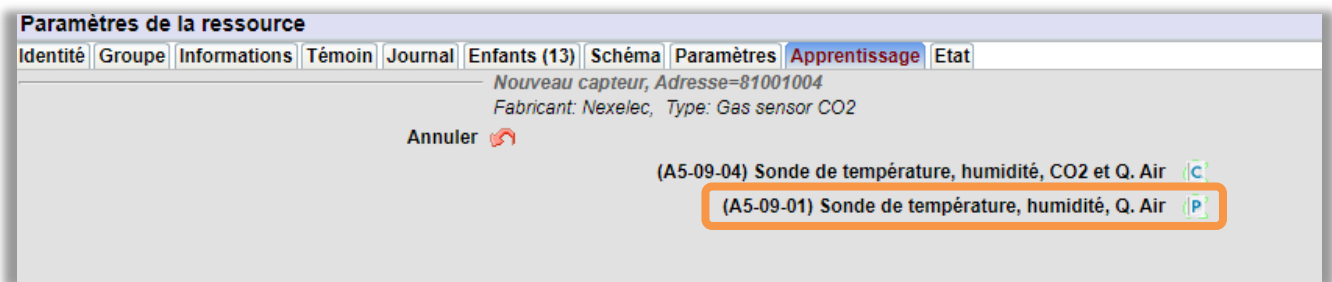 Paramètres de la ressource
Identité Groupe Informations Témoin Journal Enfants (13) Schéma Paramètres Apprentissage Etat
Nouveau capteur, Adresse=81001004
Fabricant: Nexelec, Type: Gas sensor CO2
Annuler
(A5-09-04) Sonde de température, humidité, CO2 et Q. Air C
(A5-09-01) Sonde de température, humidité, Q. Air P